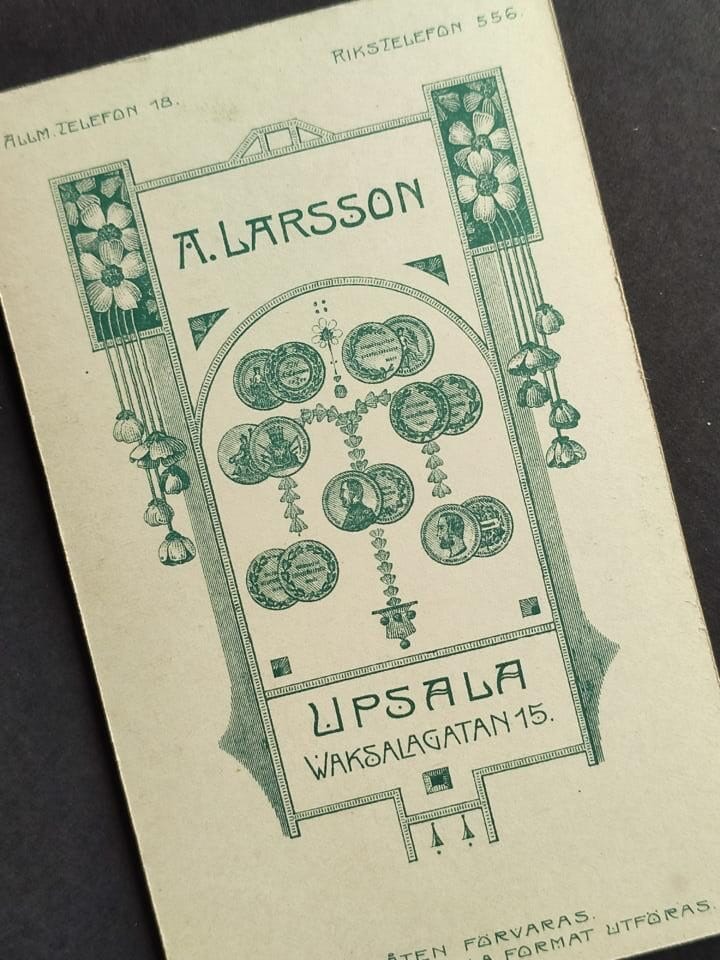 ALLM. TELEFON 18.
RIKSTELEFON 556.
A. LARSSON
UPSALA
WAKSALAGATAN 15.
FÖRVARAS.
FORMAT UTFÖRAS.